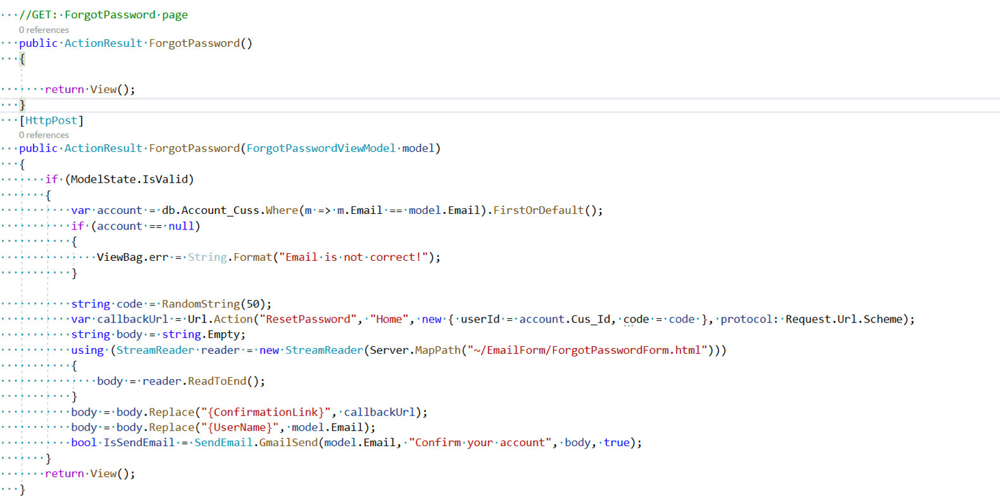 //GET: ForgotPassword page
0 references
public ActionResult ForgotPassword()
{
return View();
}
[HttpPost]
0 references
public ActionResult ForgotPassword(ForgotPasswordViewModel model)
{
if (ModelState.IsValid)
{
var account = db.Account_Cuss.Where(m => m.Email == model.Email).FirstOrDefault();
if (account == null)
{
ViewBag.err = String.Format("Email is not correct!");
}
string code = RandomString(50);
var callbackUrl = Url.Action("ResetPassword", "Home", new { userId = account.Cus_Id, code = code }, protocol: Request.Url.Scheme);
string body = string.Empty;
using (StreamReader reader = new StreamReader(Server.MapPath("~/EmailForm/ForgotPasswordForm.html")))
{
body = reader.ReadToEnd();
}
body = body.Replace("{ConfirmationLink}", callbackUrl);
body = body.Replace("{UserName}", model.Email);
bool IsSendEmail = SendEmail.GmailSend(model.Email, "Confirm your account", body, true);
}
return View();
}